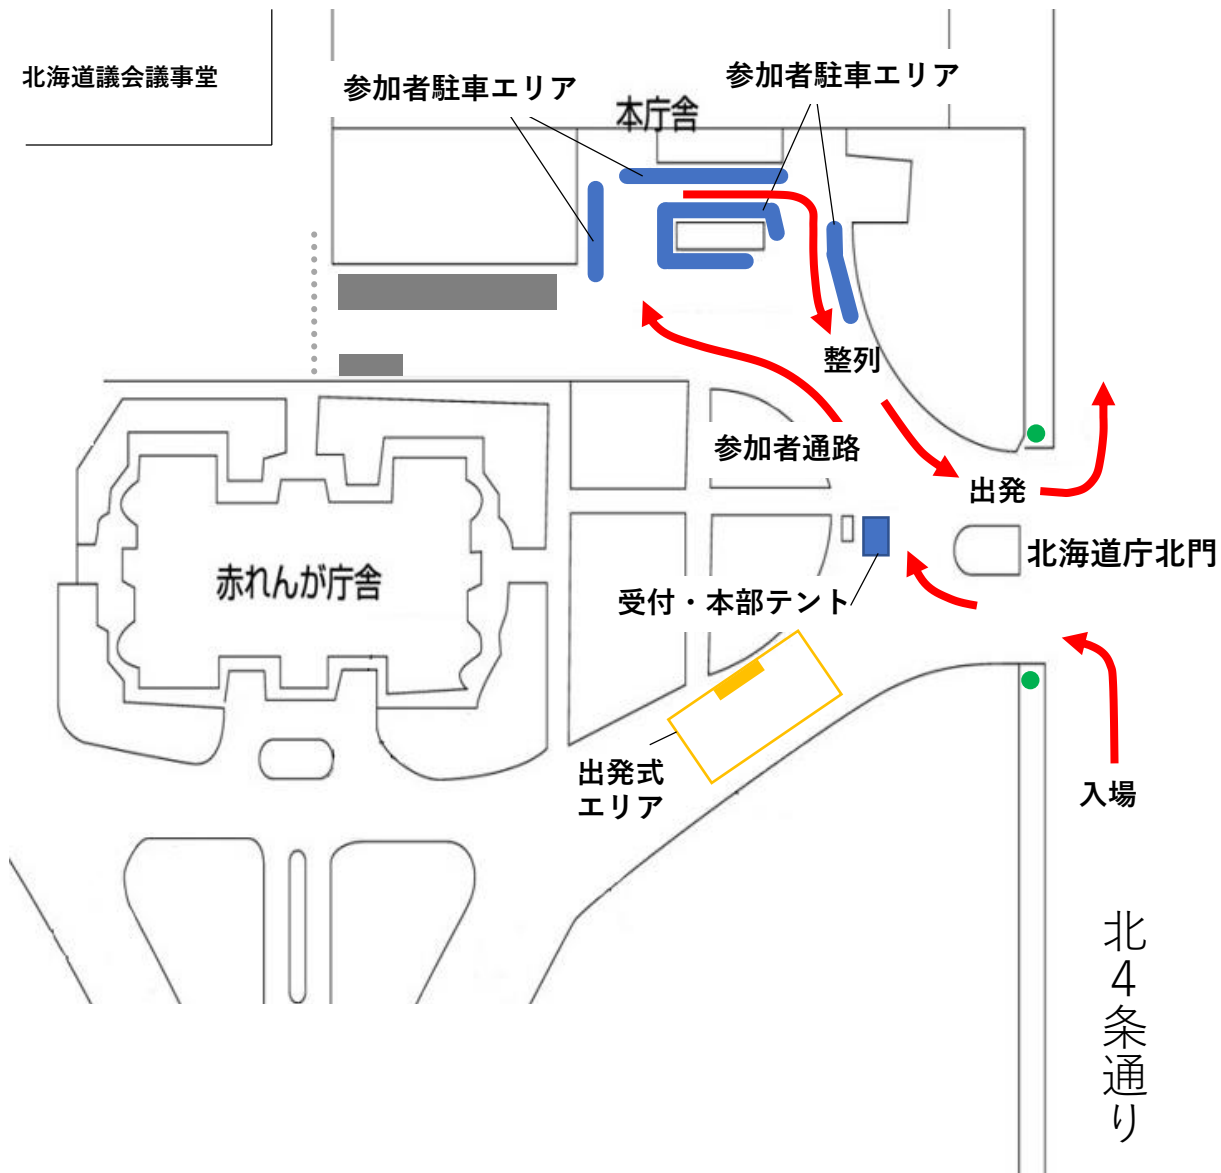 北海道議会議事堂
参加者駐車エリア
参加者駐車エリア
本庁舎
整列
参加者通路
出発
北海道庁北門
赤れんが庁舎
受付・本部テント
出発式
エリア
入場
北4条通り